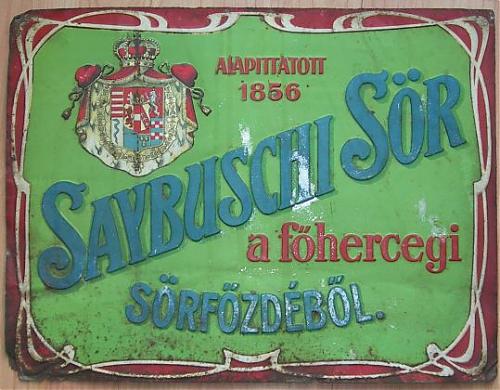 ALAPITTATOTT
1856
SAYBUSCHI SÖR
a főhercegi
SÖRFŐZDÉBŐL.